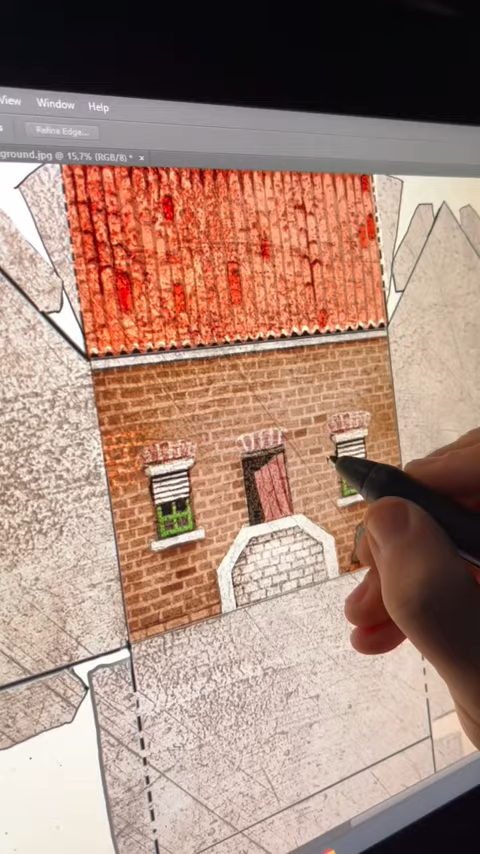 View Window Help
Refine Edge...
ground.jpg @ 15,7% (RGB/8) * ×